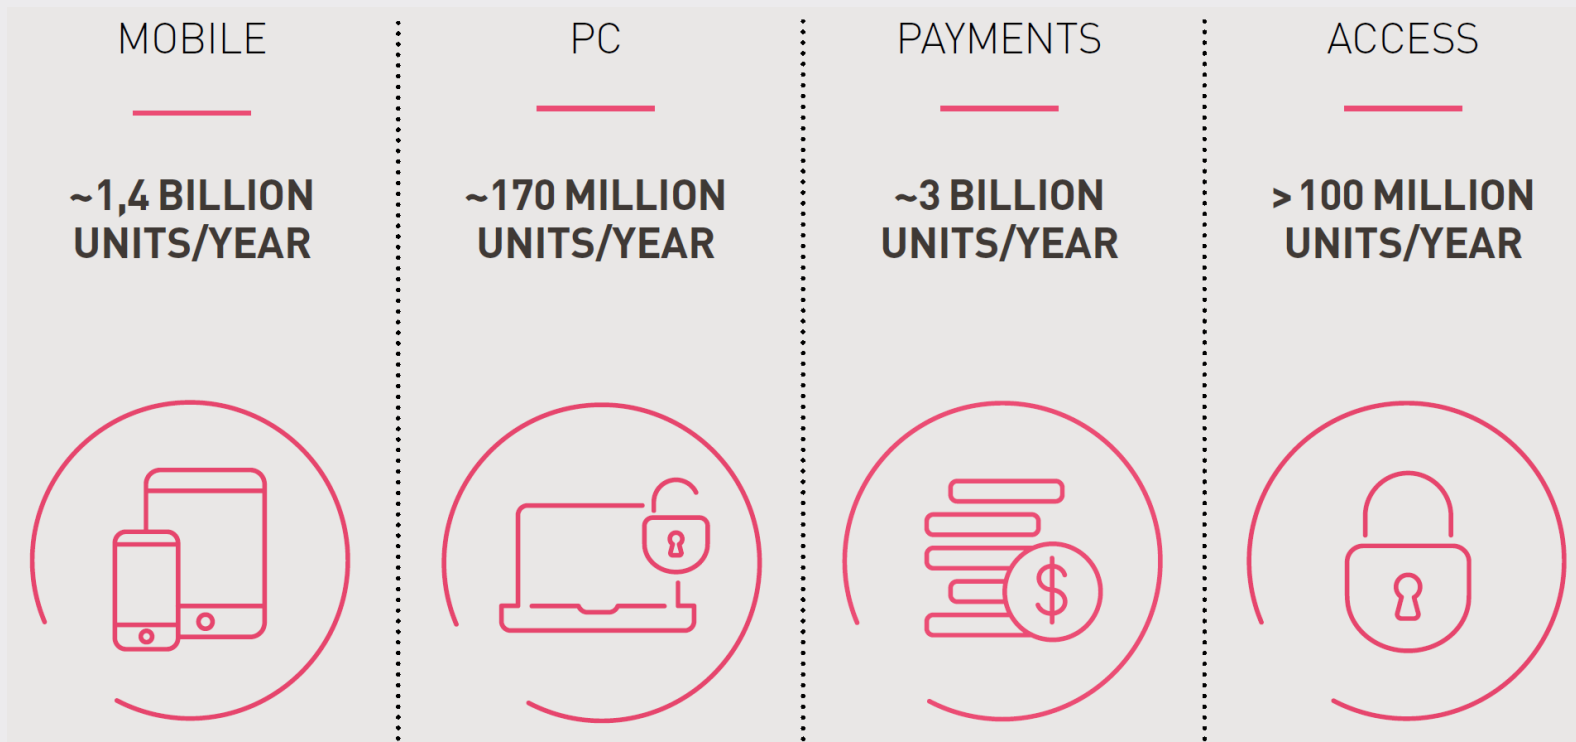 MOBILE
~1,4 BILLION
UNITS/YEAR
PC
~170 MILLION
UNITS/YEAR
PAYMENTS
~3 BILLION
UNITS/YEAR
$
ACCESS
> 100 MILLION
UNITS/YEAR